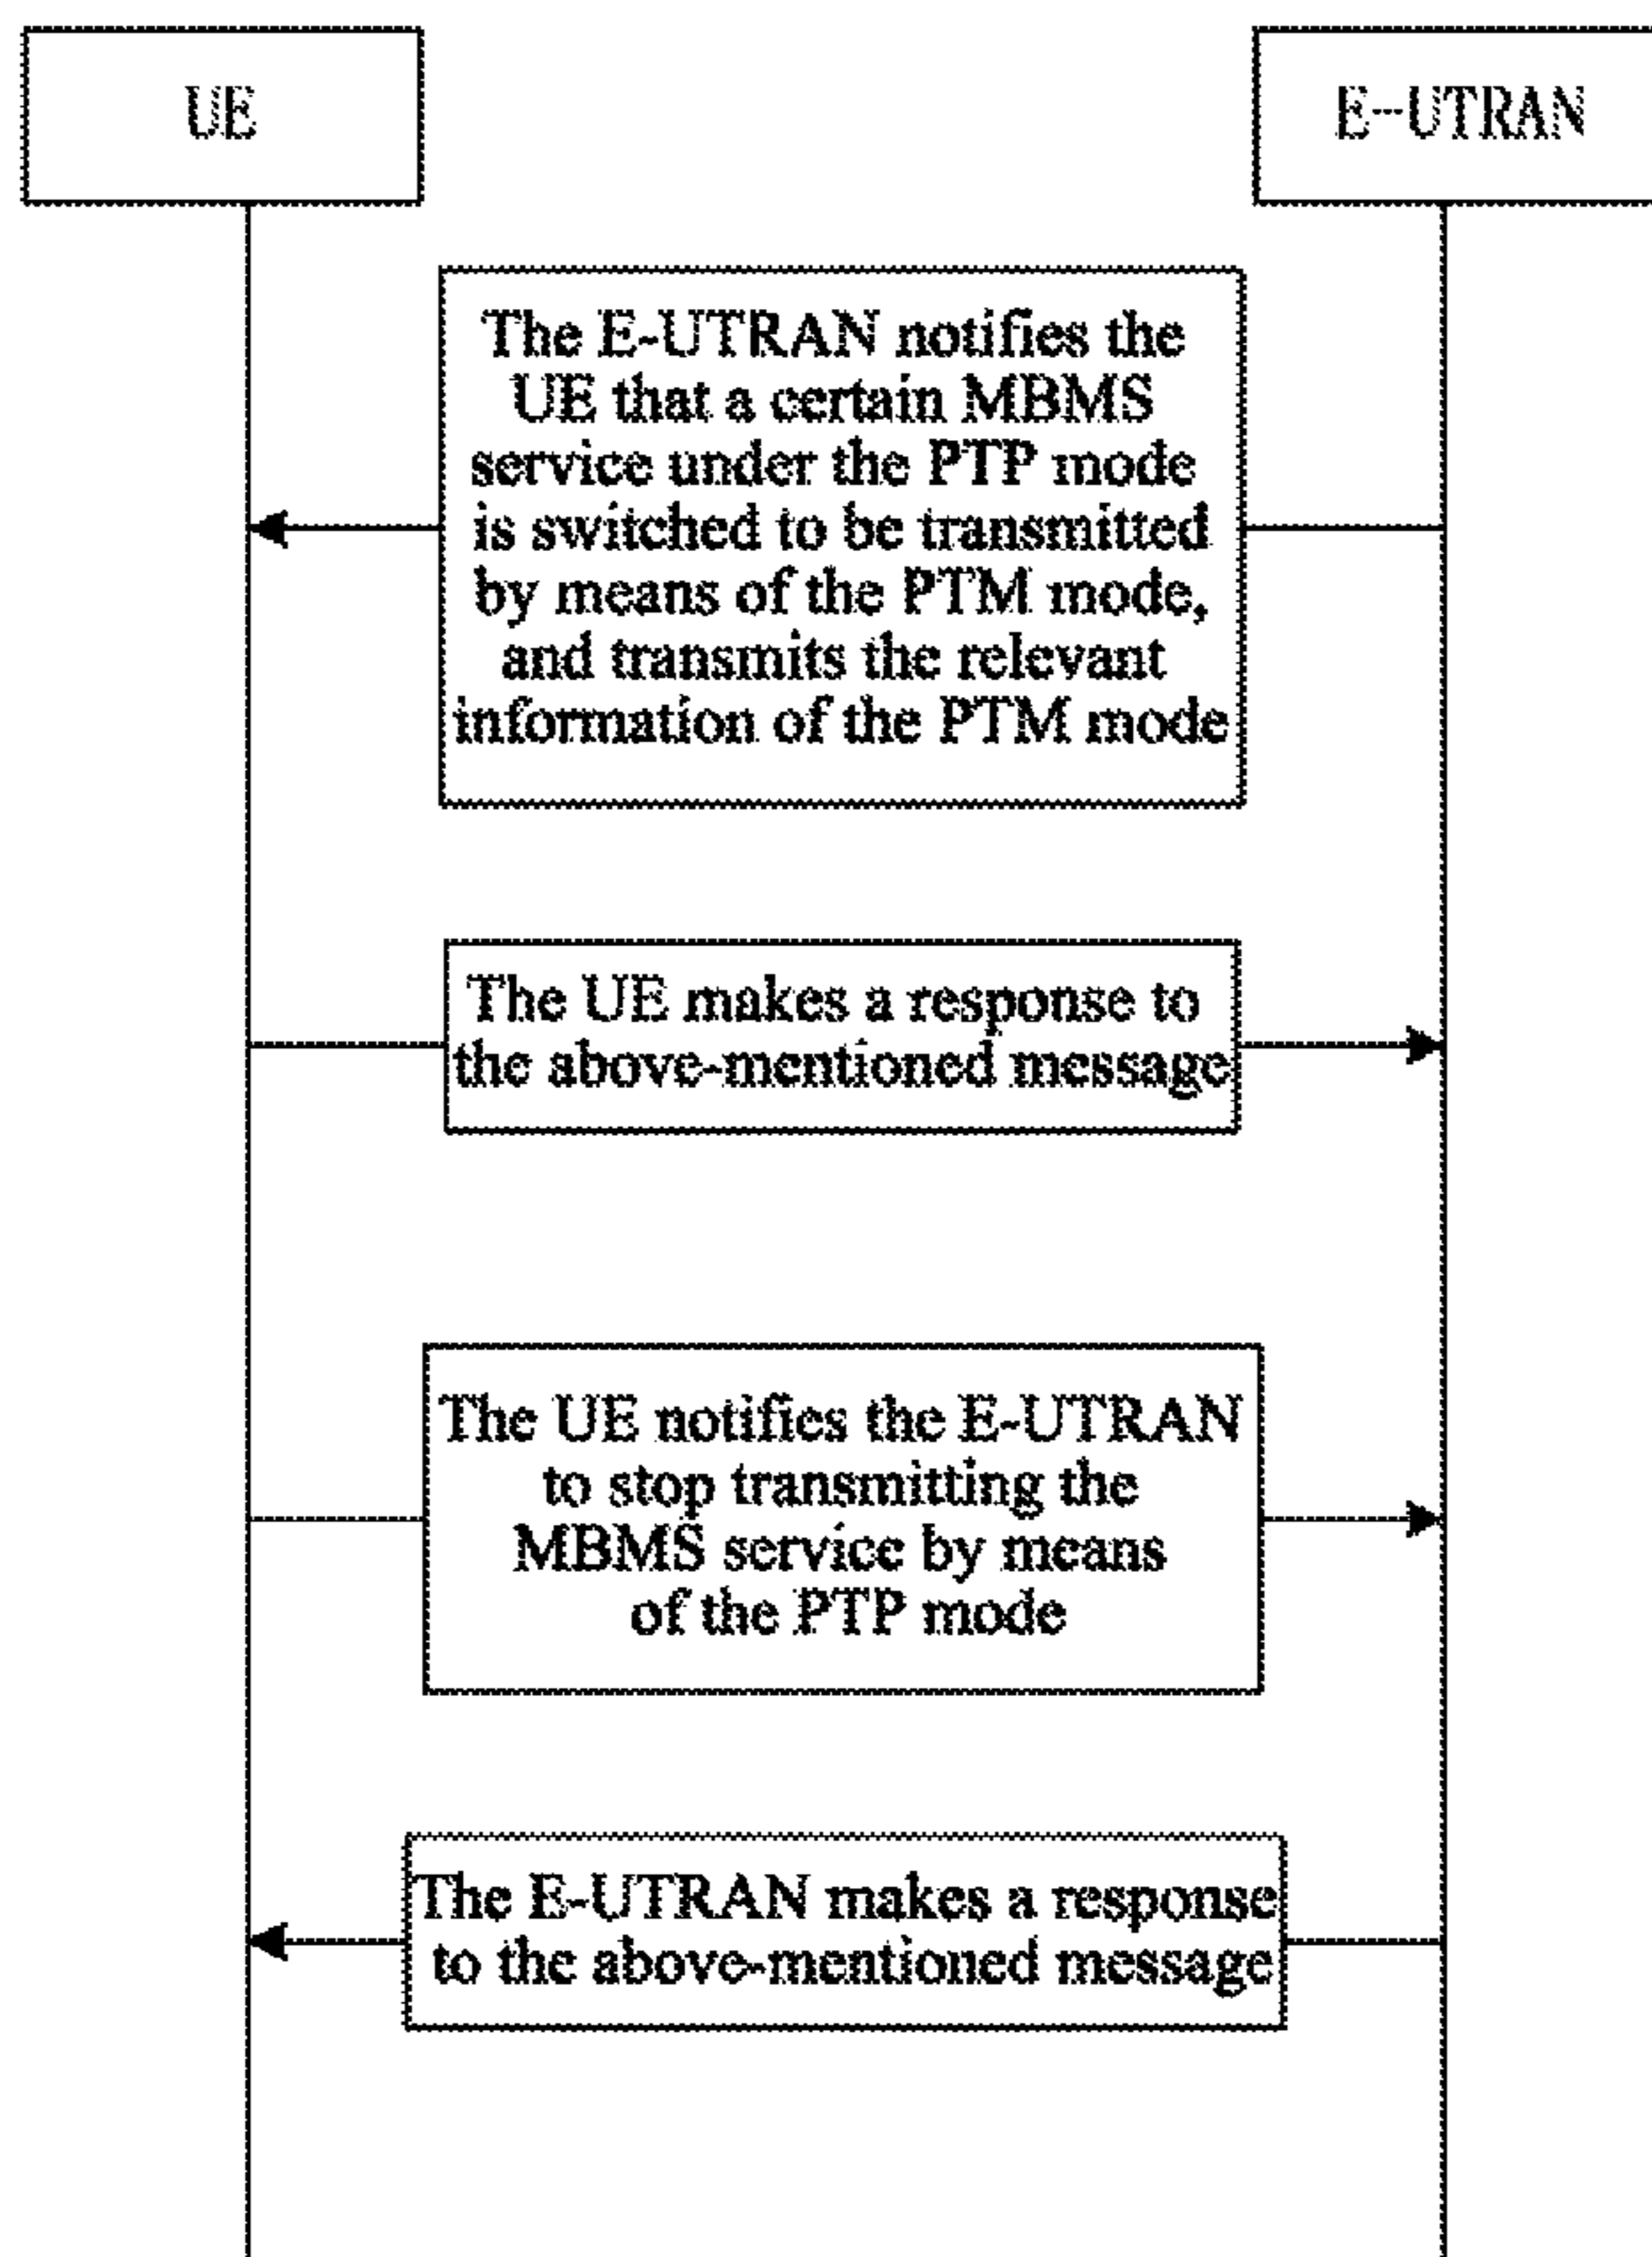 UE
E-UTRAN
The E-UTRAN notifies the
UE that a certain MBMS
service under the PTP mode
is switched to be transmitted
by means of the PTM mode,
and transmits the relevant
information of the PTM mode
The UE makes a response to
the above-mentioned message
The UE notifies the E-UTRAN
to stop transmitting the
MBMS service by means
of the PTP mode
The E-UTRAN makes a response
to the above-mentioned message